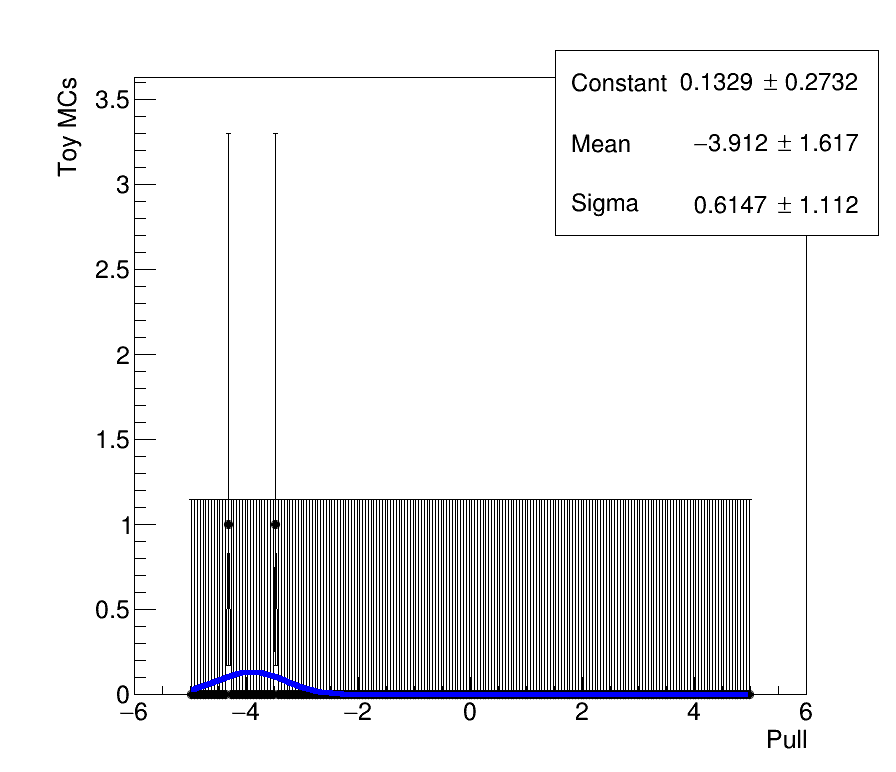 Constant 0.1329 ± 0.2732
Mean −3.912 ± 1.617
Sigma 0.6147 ± 1.112
Toy MCs
3.5
3
2.5
2
1.5
1
0.5
0
−6 −4 −2 0 2 4 6
Pull